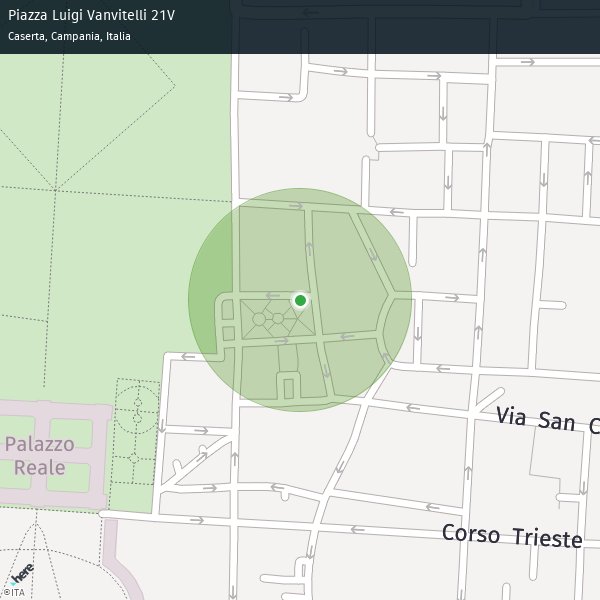 Piazza Luigi Vanvitelli 21V
Caserta, Campania, Italia
Via San C
Palazzo
Reale
Corso Trieste
here
©ITA